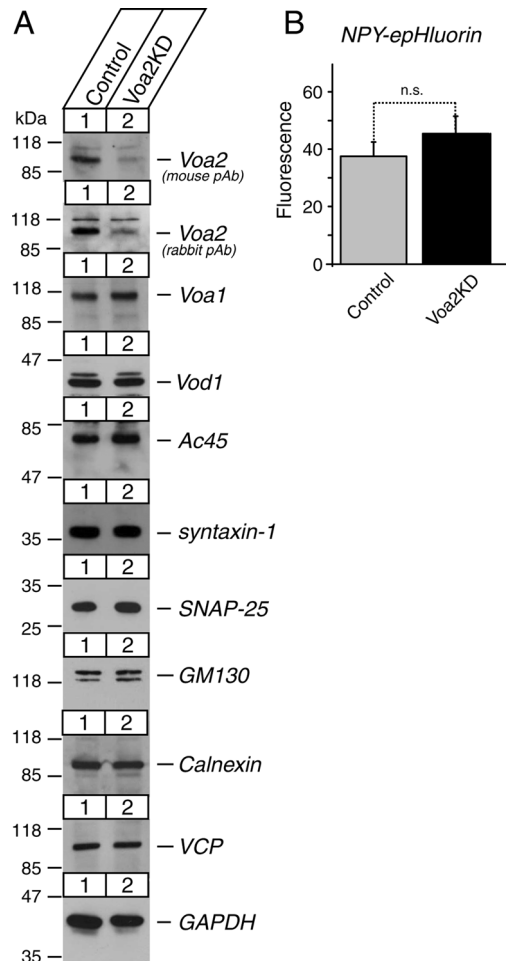 A
Control Voa2KD
kDa
1 2
118
85
Voa2
(mouse pAb)
1 2
118
85
Voa2
(rabbit pAb)
1 2
118
85
Voa1
1 2
47
Vod1
1 2
85
47
Ac45
1 2
35
syntaxin-1
1 2
35
25
SNAP-25
1 2
118
GM130
1 2
118
85
Calnexin
1 2
118
85
VCP
1 2
47
35
GAPDH
B
NPY-epHluorin
Fluorescence
60
40
20
0
n.s.
Control
Voa2KD